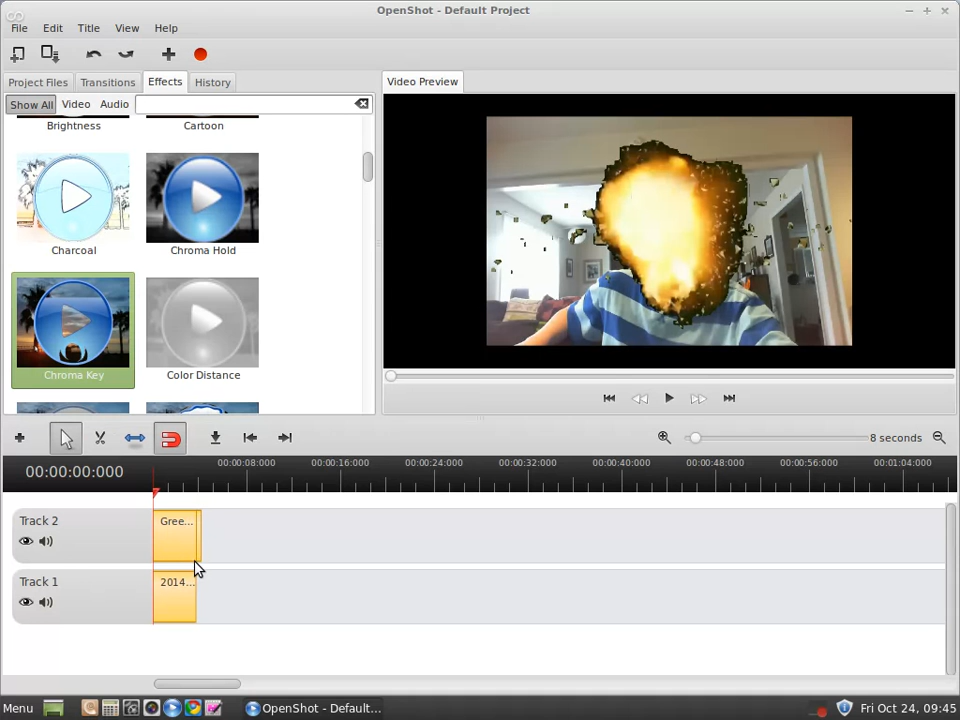 OpenShot - Default Project
File Edit Title View Help
Project Files Transitions Effects History
Video Preview
Show All Video Audio
Brightness Cartoon
Charcoal Chroma Hold
Chroma Key Color Distance
8 seconds
00:00:00:000
00:00:08:000 00:00:16:000 00:00:24:000 00:00:32:000 00:00:40:000 00:00:48:000 00:00:56:000 00:01:04:000
Track 2 Gree...
Track 1 2014...
Menu OpenShot - Default... Fri Oct 24, 09:45